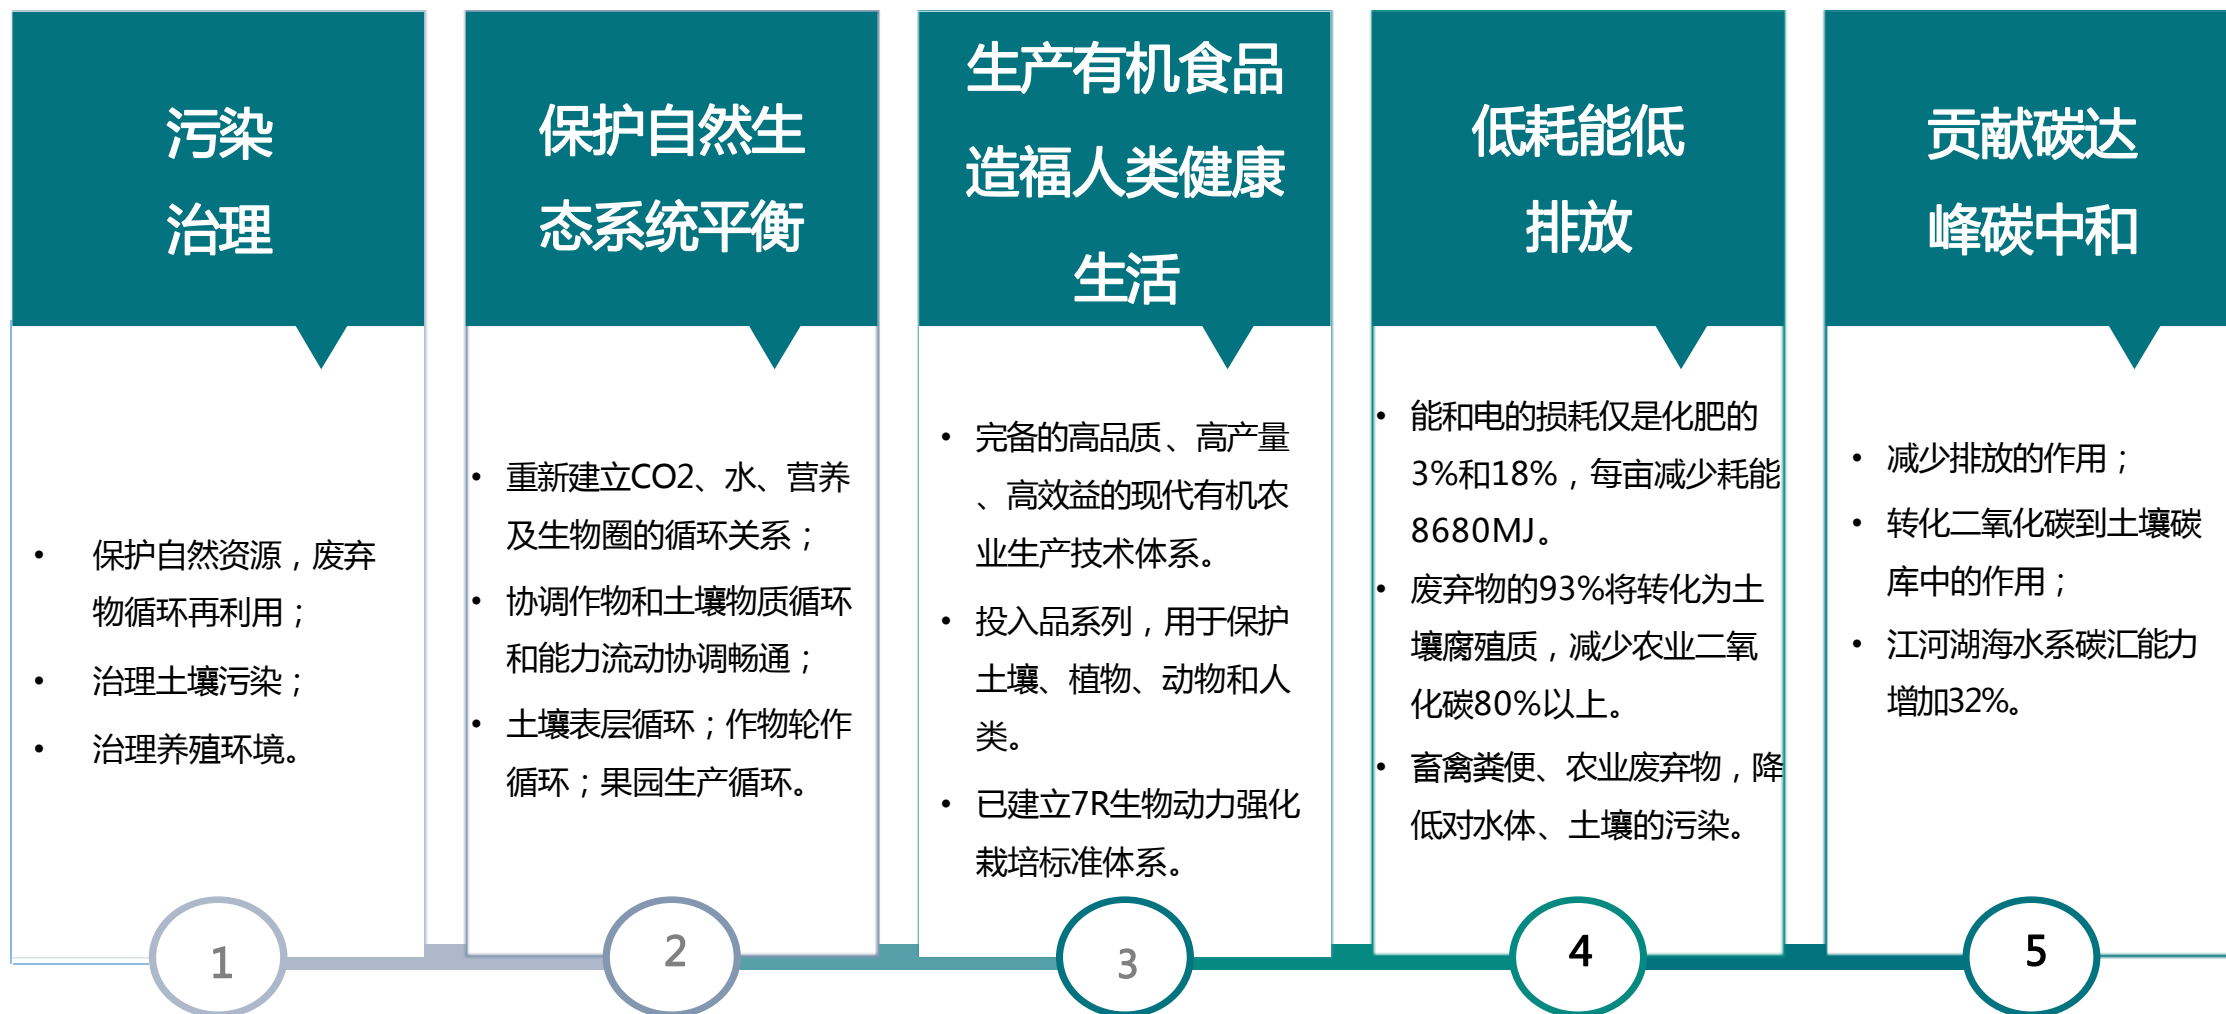 污染
治理
• 保护自然资源，废弃
物循环再利用；
• 治理土壤污染；
• 治理养殖环境。
1
保护自然生
态系统平衡
• 重新建立CO2、水、营养
及生物圈的循环关系；
• 协调作物和土壤物质循环
和能力流动协调畅通；
• 土壤表层循环；作物轮作
循环；果园生产循环。
2
生产有机食品
造福人类健康
生活
• 完备的高品质、高产量
、高效益的现代有机农
业生产技术体系。
• 投入品系列，用于保护
土壤、植物、动物和人
类。
• 已建立7R生物动力强化
栽培标准体系。
3
低耗能低
排放
• 能和电的损耗仅是化肥的
3%和18%，每亩减少耗能
8680MJ。
• 废弃物的93%将转化为土
壤腐殖质，减少农业二氧
化碳80%以上。
• 畜禽粪便、农业废弃物，降
低对水体、土壤的污染。
4
贡献碳达
峰碳中和
• 减少排放的作用；
• 转化二氧化碳到土壤碳
库中的作用；
• 江河湖海水系碳汇能力
增加32%。
5